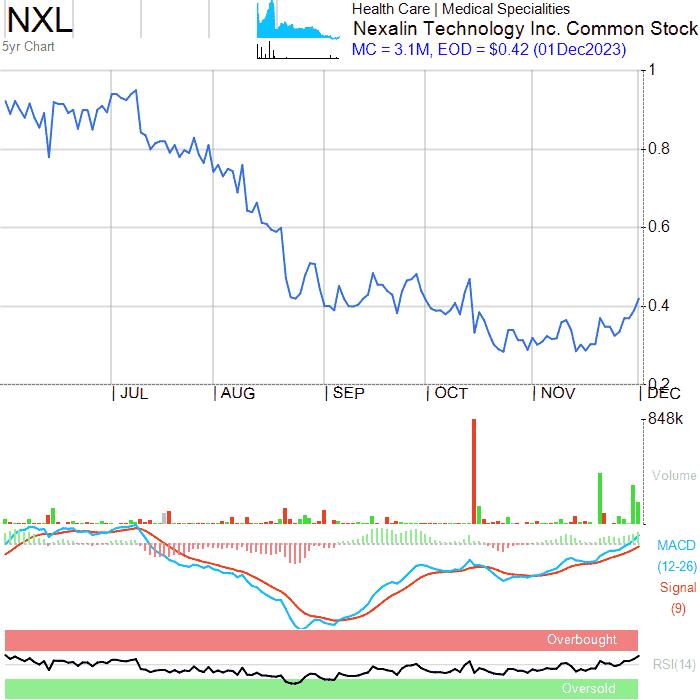 NXL
5yr Chart
Health Care | Medical Specialities
Nexalin Technology Inc. Common Stock
MC = 3.1M, EOD = $0.42 (01Dec2023)
1
0.8
0.6
0.4
0.2
JUL AUG SEP OCT NOV DEC
848k
Volume
MACD
(12-26)
Signal
(9)
Overbought
RSI(14)
Oversold